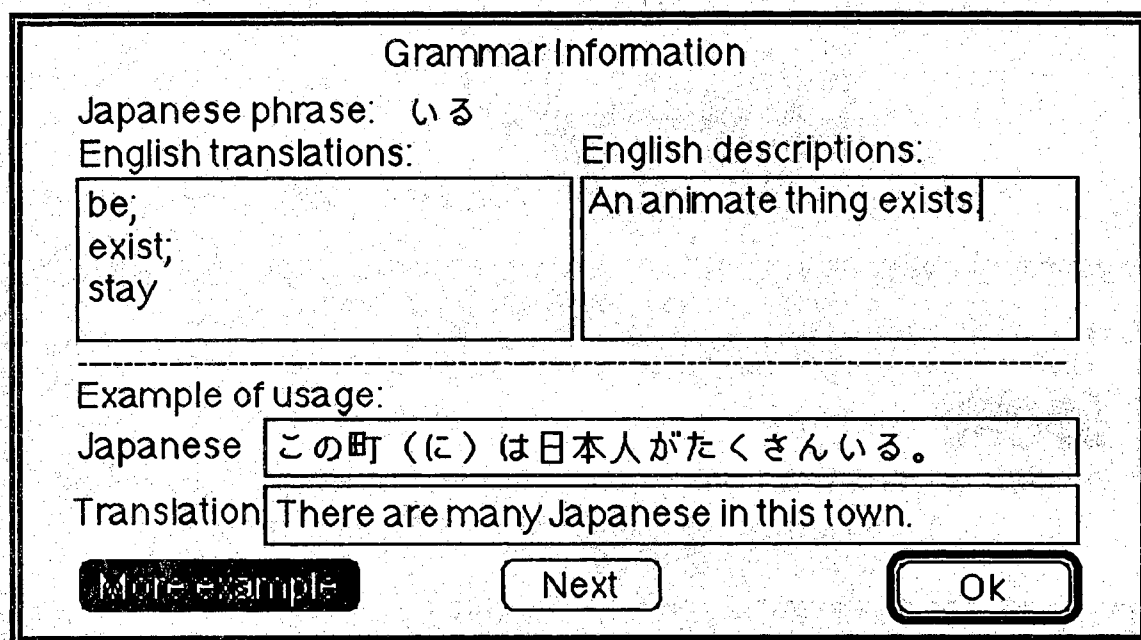 Grammar Information
Japanese phrase: いる
English translations:
English descriptions:
be;
exist;
stay
An animate thing exists.
Example of usage:
Japanese この町（に）は日本人がたくさんいる。
Translation There are many Japanese in this town.
More example Next Ok